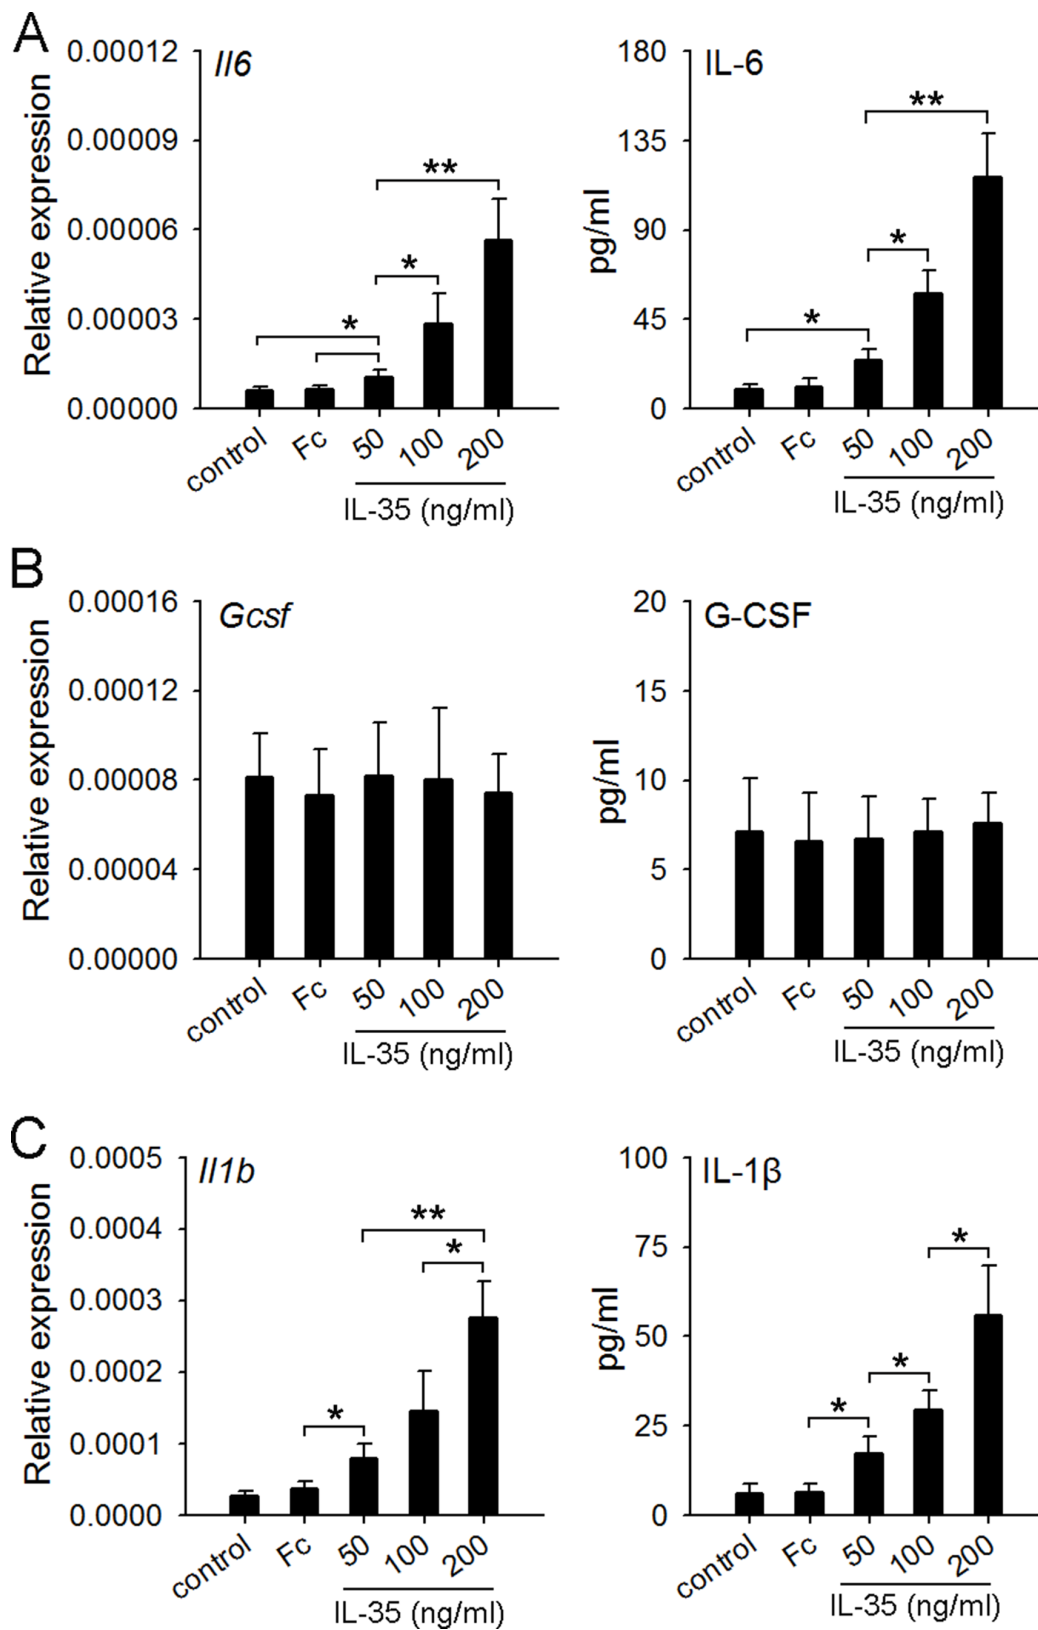 A
Il6
Relative expression
0.00012
0.00009
0.00006
0.00003
0.00000
*
*
**
control
Fc
50
100
200
IL-35 (ng/ml)
IL-6
pg/ml
180
135
90
45
0
*
*
**
control
Fc
50
100
200
IL-35 (ng/ml)
B
Gcsf
Relative expression
0.00016
0.00012
0.00008
0.00004
0.00000
control
Fc
50
100
200
IL-35 (ng/ml)
G-CSF
pg/ml
20
15
10
5
0
control
Fc
50
100
200
IL-35 (ng/ml)
C
Il1b
Relative expression
0.0005
0.0004
0.0003
0.0002
0.0001
0.0000
*
**
*
control
Fc
50
100
200
IL-35 (ng/ml)
IL-1β
pg/ml
100
75
50
25
0
*
*
*
control
Fc
50
100
200
IL-35 (ng/ml)